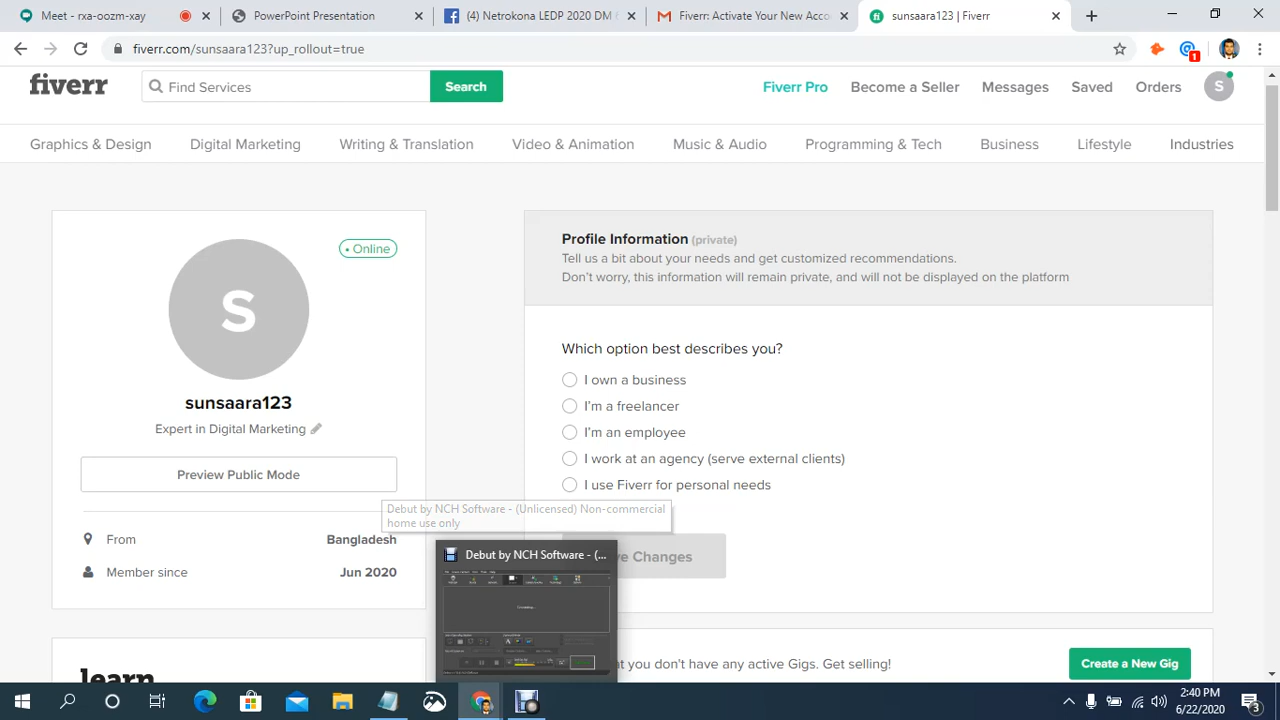 Meet - rxa-oozm-xay
PowerPoint Presentation
(4) Netrokona LEDP 2020 DM
Fiverr: Activate Your New Acco
sunsaara123 | Fiverr
fiverr.com/sunsaara123?up_rollout=true
1
fiverr
Find Services
Search
Fiverr Pro
Become a Seller
Messages
Saved
Orders
S
Graphics & Design
Digital Marketing
Writing & Translation
Video & Animation
Music & Audio
Programming & Tech
Business
Lifestyle
Industries
• Online
S
sunsaara123
Expert in Digital Marketing
Preview Public Mode
From Bangladesh
Member since Jun 2020
learn
Profile Information (private)
Tell us a bit about your needs and get customized recommendations.
Don't worry, this information will remain private, and will not be displayed on the platform
Which option best describes you?
I own a business
I'm a freelancer
I'm an employee
I work at an agency (serve external clients)
I use Fiverr for personal needs
Changes
Debut by NCH Software - (Unlicensed) Non-commercial
home use only
Debut by NCH Software - (...
you don't have any active Gigs. Get selling!
Create a New Gig
2:40 PM
6/22/2020
3